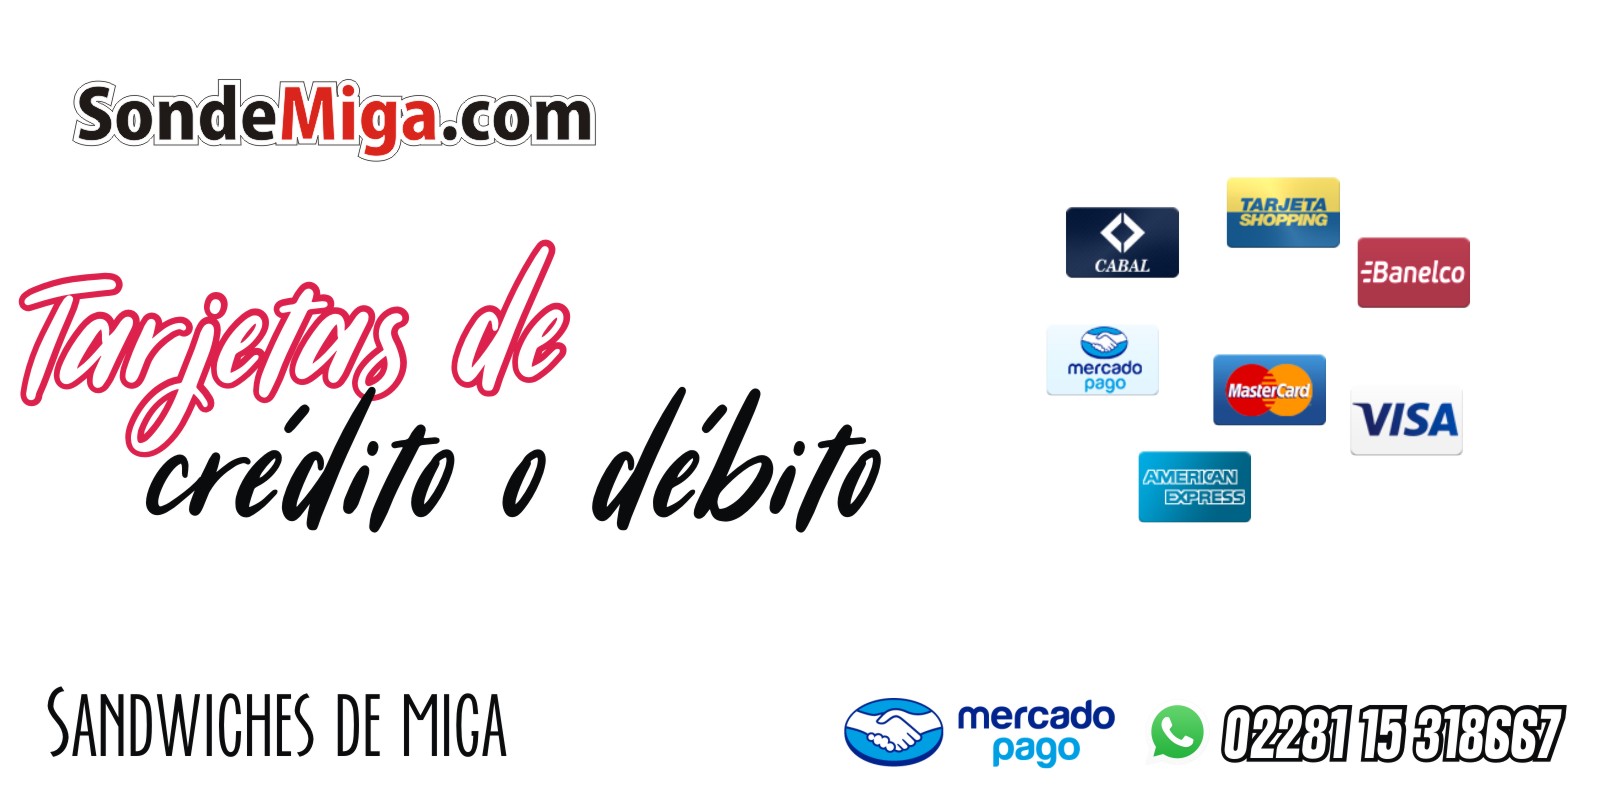 SondeMiga.com
Tarjetas de
crédito o débito
CABAL
TARJETA
SHOPPING
Banelco
mercado
pago
MasterCard
VISA
AMERICAN
EXPRESS
SANDWICHES DE MIGA
mercado
pago
02281 15 318667